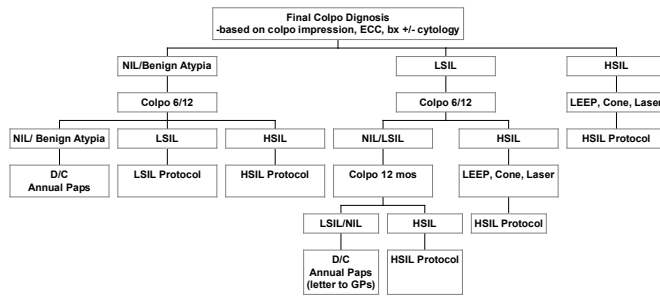 Final Colpo Dignosis
-based on colpo impression, ECC, bx +/- cytology
NIL/Benign Atypia
LSIL
HSIL
Colpo 6/12
Colpo 6/12
LEEP, Cone, Laser
NIL/ Benign Atypia
LSIL
HSIL
NIL/LSIL
HSIL
HSIL Protocol
D/C
Annual Paps
LSIL Protocol
HSIL Protocol
Colpo 12 mos
LEEP, Cone, Laser
LSIL/NIL
HSIL
HSIL Protocol
D/C
Annual Paps
(letter to GPs)
HSIL Protocol